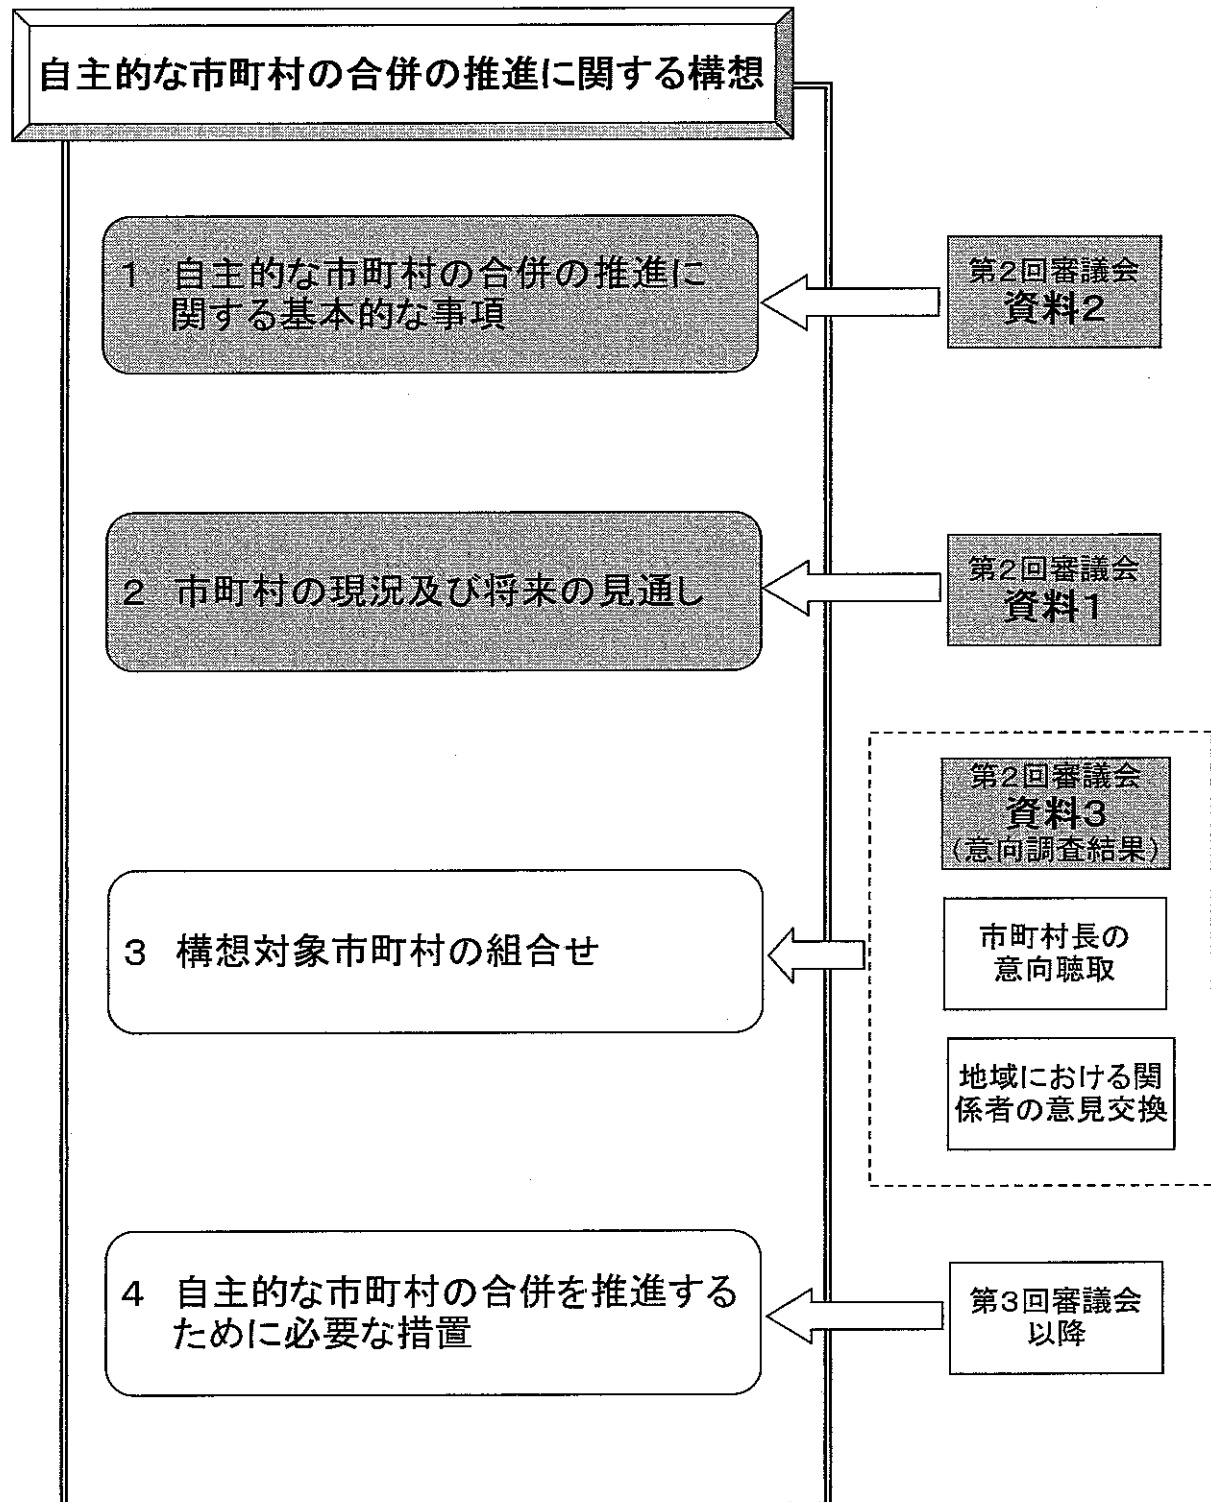 自主的な市町村の合併の推進に関する構想
1 自主的な市町村の合併の推進に
関する基本的な事項
第2回審議会
資料2
2 市町村の現況及び将来の見通し
第2回審議会
資料1
3 構想対象市町村の組合せ
第2回審議会
資料3
(意向調査結果)
市町村長の
意向聴取
地域における関
係者の意見交換
4 自主的な市町村の合併を推進する
ために必要な措置
第3回審議会
以降